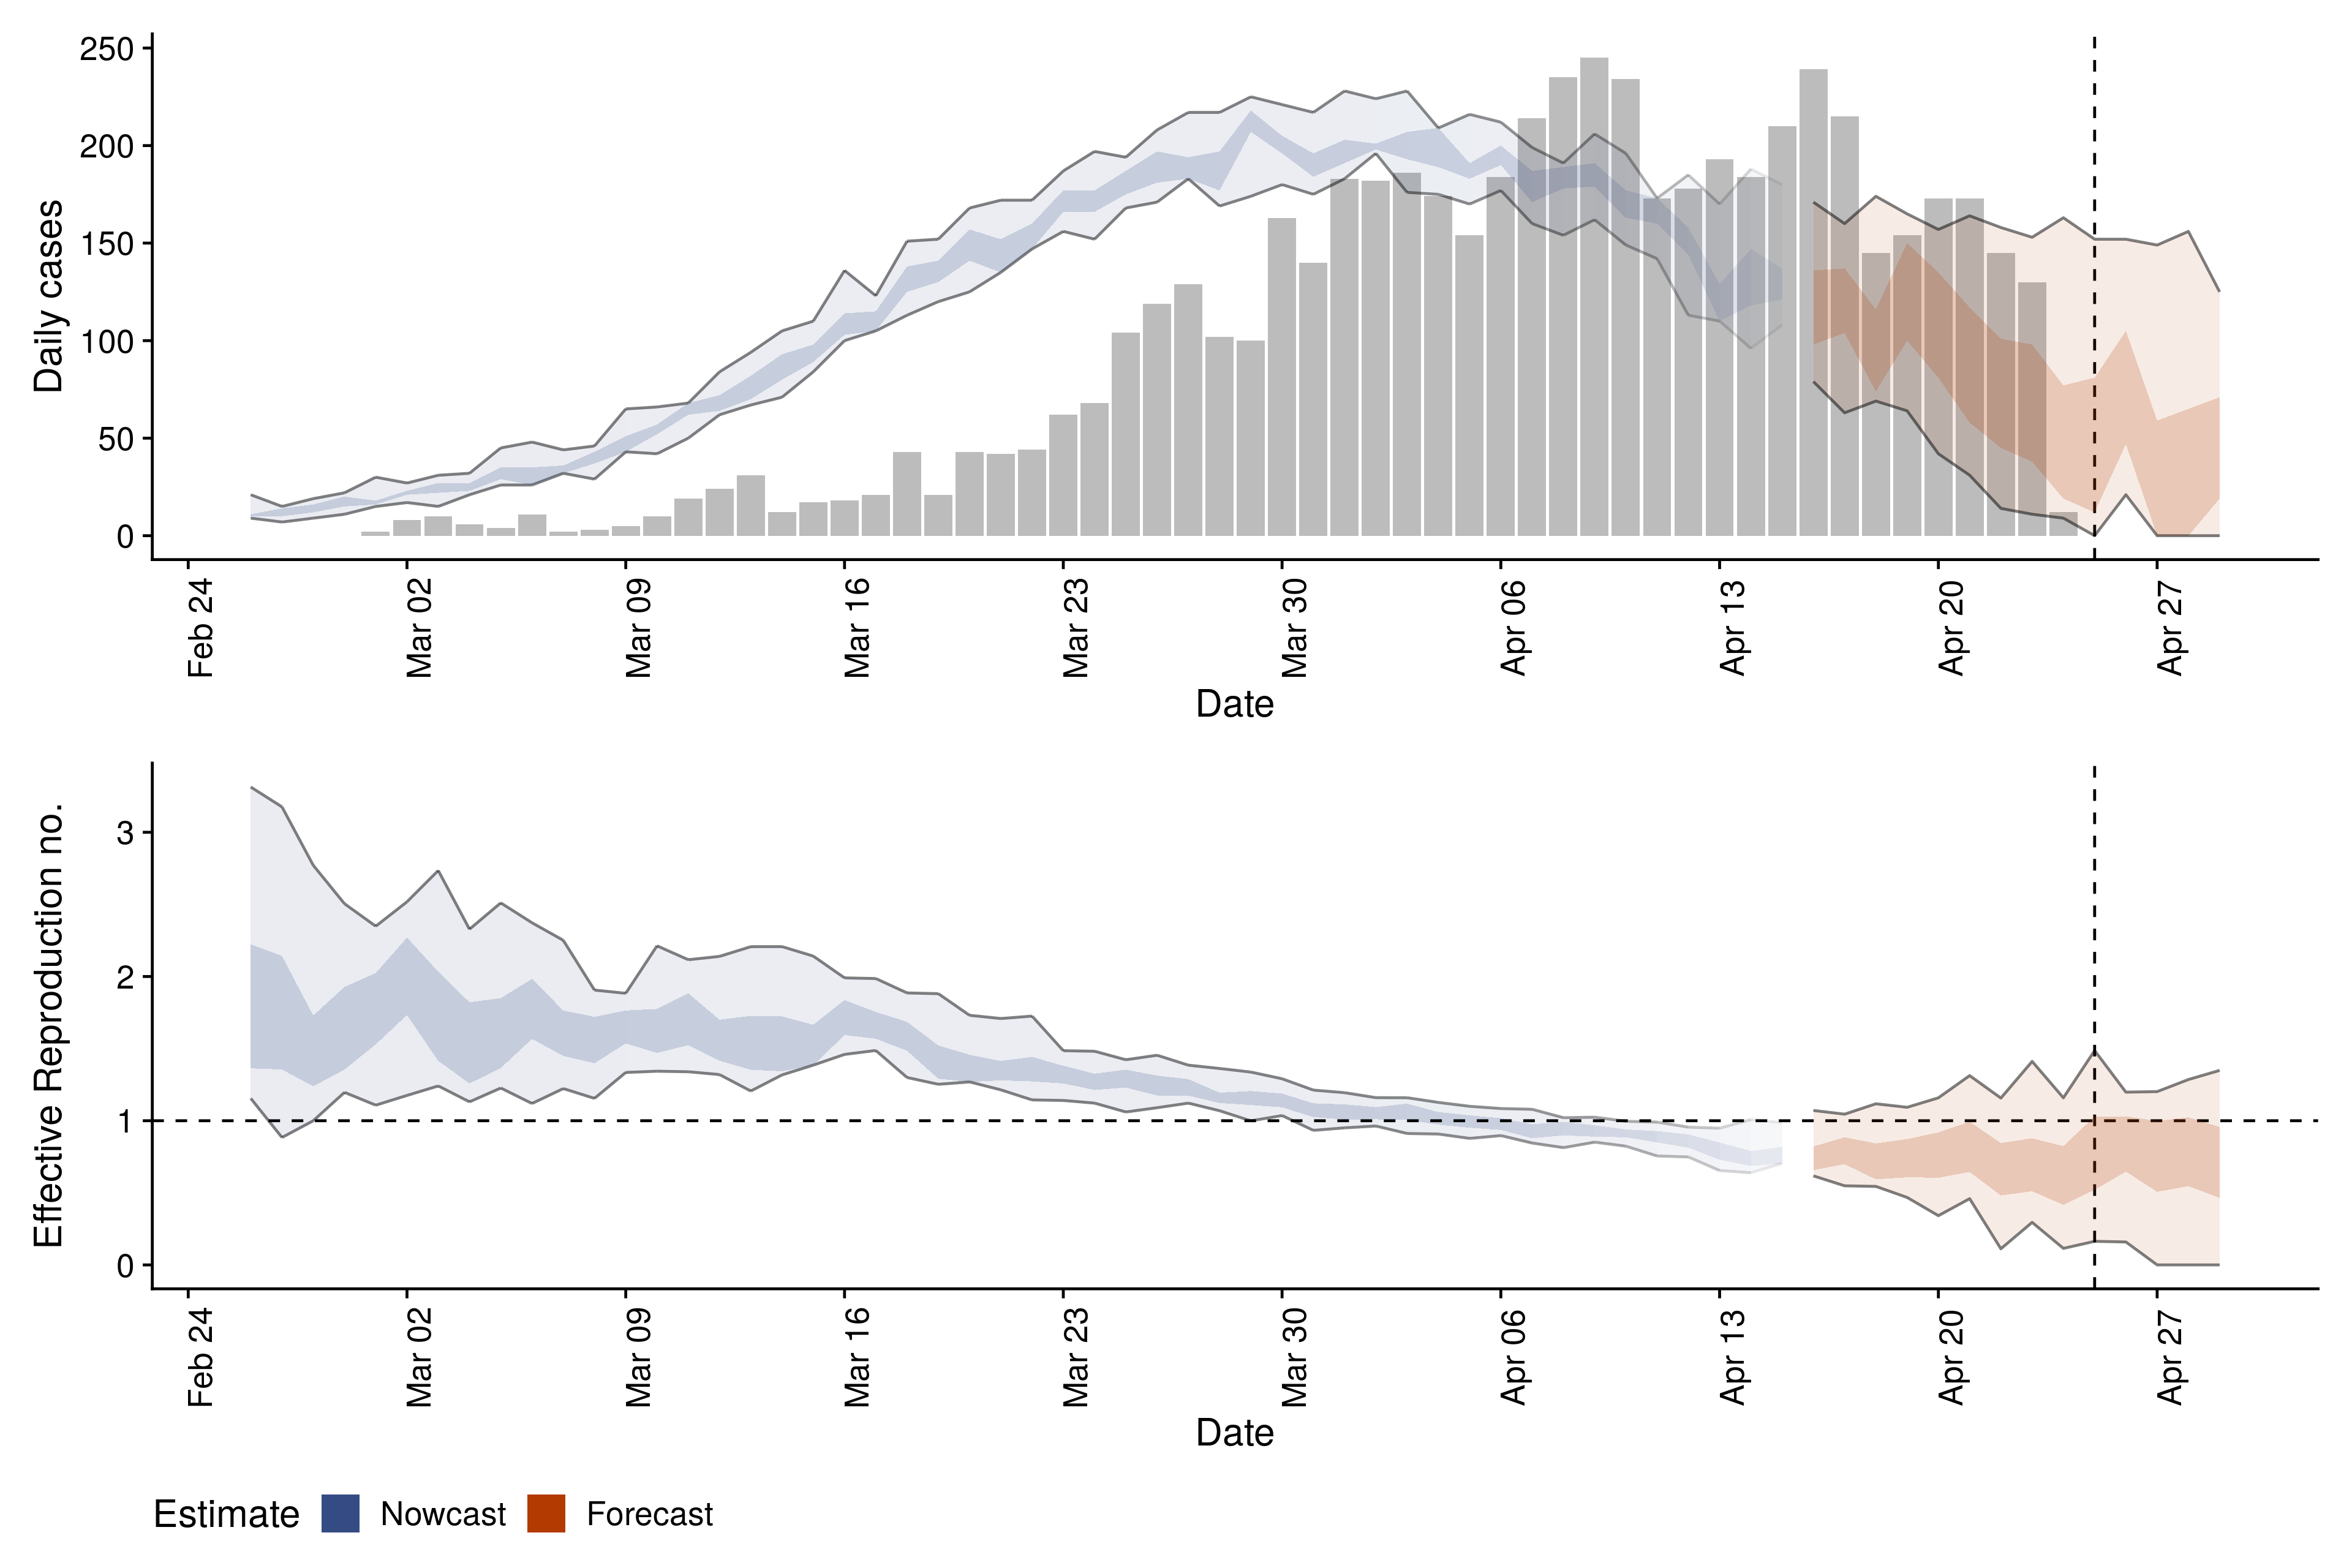 Daily cases
250
200
150
100
50
0
Feb 24
Mar 02
Mar 09
Mar 16
Mar 23
Mar 30
Apr 06
Apr 13
Apr 20
Apr 27
Date
Effective Reproduction no.
3
2
1
0
Feb 24
Mar 02
Mar 09
Mar 16
Mar 23
Mar 30
Apr 06
Apr 13
Apr 20
Apr 27
Date
Estimate Nowcast Forecast